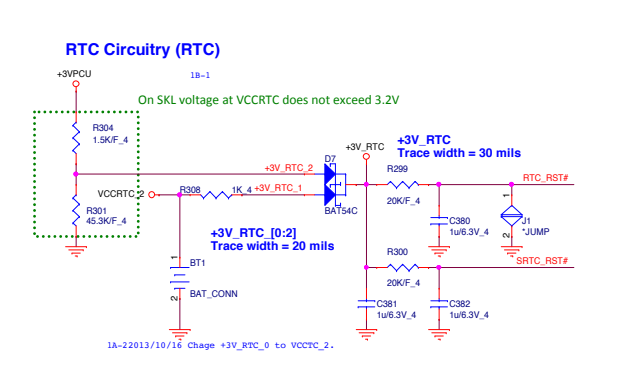 RTC Circuitry (RTC)
+3VPCU
1B-1
On SKL voltage at VCCRTC does not exceed 3.2V
R304
1.5K/F_4
+3V_RTC
+3V_RTC
Trace width = 30 mils
D7
R299
+3V_RTC_2
RTC_RST#
VCCRTC_2
R308
1K_4
+3V_RTC_1
20K/F_4
BAT54C
1
R301
45.3K/F_4
C380
1u/6.3V_4
J1
*JUMP
2
+3V_RTC_[0:2]
Trace width = 20 mils
R300
SRTC_RST#
1
BT1
20K/F_4
BAT_CONN
2
C381
1u/6.3V_4
C382
1u/6.3V_4
1A-22013/10/16 Chage +3V_RTC_0 to VCCTC_2.